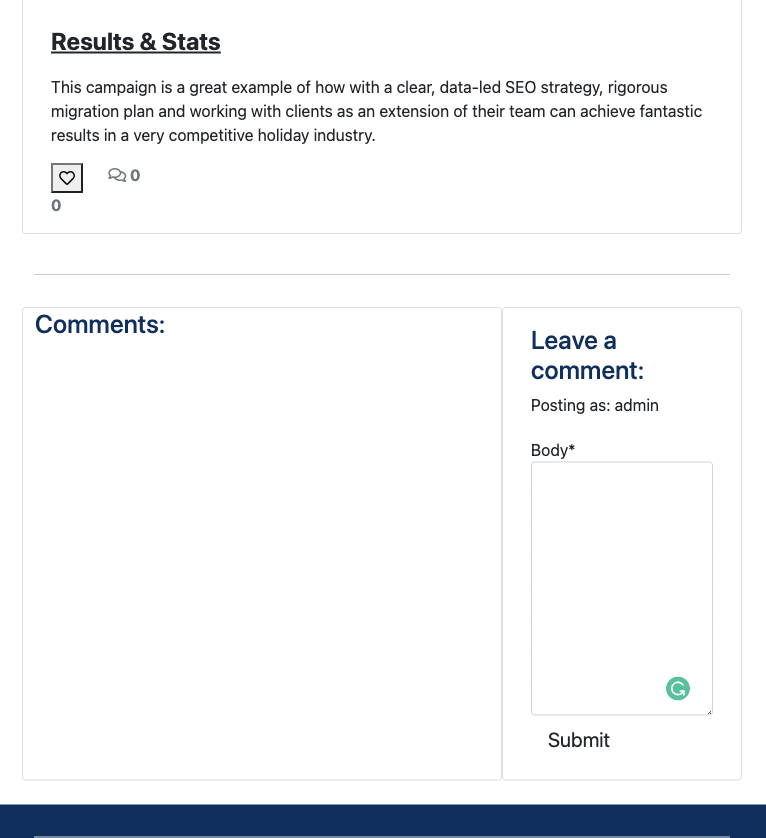 Results & Stats
This campaign is a great example of how with a clear, data-led SEO strategy, rigorous
migration plan and working with clients as an extension of their team can achieve fantastic
results in a very competitive holiday industry.
0
0
Comments:
Leave a
comment:
Posting as: admin
Body*
Submit